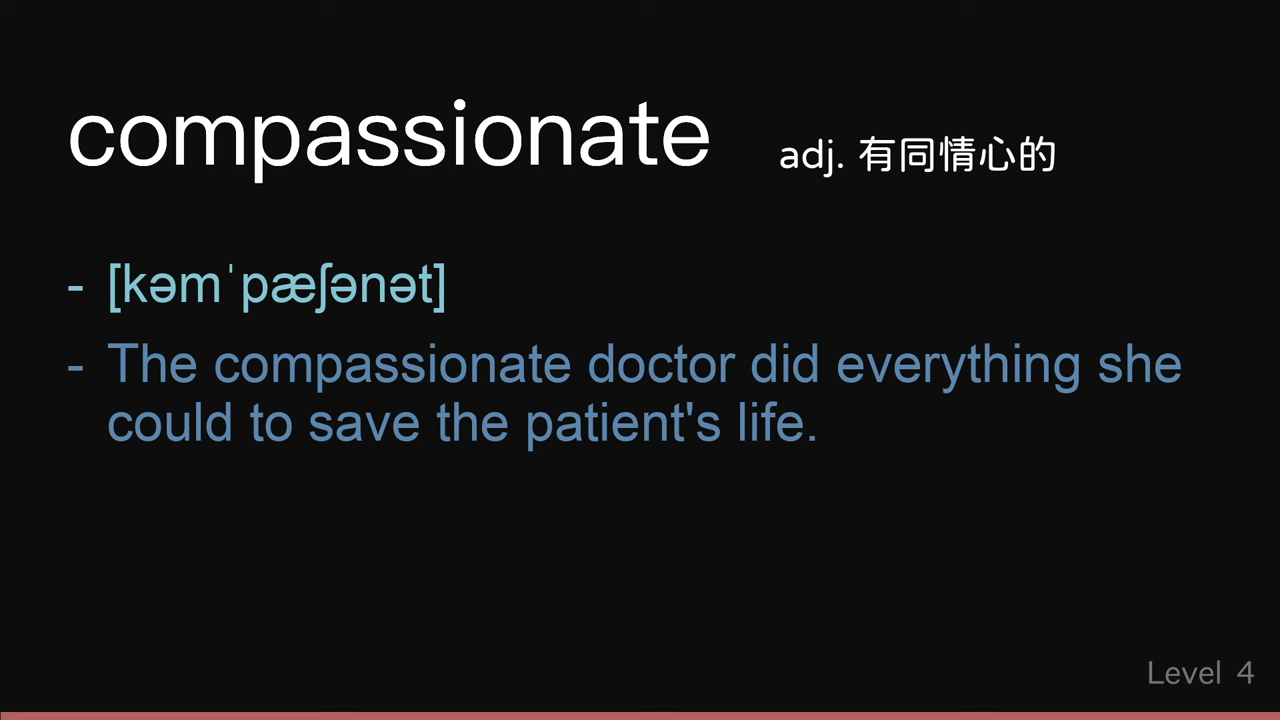 compassionate adj. 有同情心的
- [kəmˈpæʃənət]
- The compassionate doctor did everything she
could to save the patient's life.
Level 4